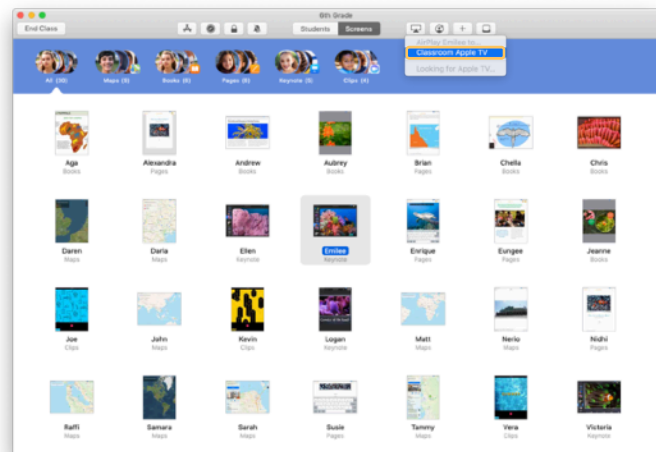 6th Grade
End Class
Students
Screens
AirPlay Emilee to...
Classroom Apple TV
Looking for Apple TV...
All (30)
Maps (9)
Books (6)
Pages (6)
Keynote (5)
Clips (4)
Aga
Alexandra
Andrew
Aubrey
Brian
Chella
Chris
Books
Pages
Books
Books
Pages
Books
Books
Daren
Daria
Ellen
Emilee
Enrique
Eungee
Jeanne
Maps
Maps
Keynote
Keynote
Pages
Pages
Books
Joe
John
Kevin
Logan
Matt
Nerio
Nidhi
Clips
Maps
Clips
Keynote
Maps
Maps
Pages
Raffi
Samara
Sarah
Susie
Tammy
Vera
Victoria
Maps
Maps
Maps
Pages
Maps
Clips
Keynote